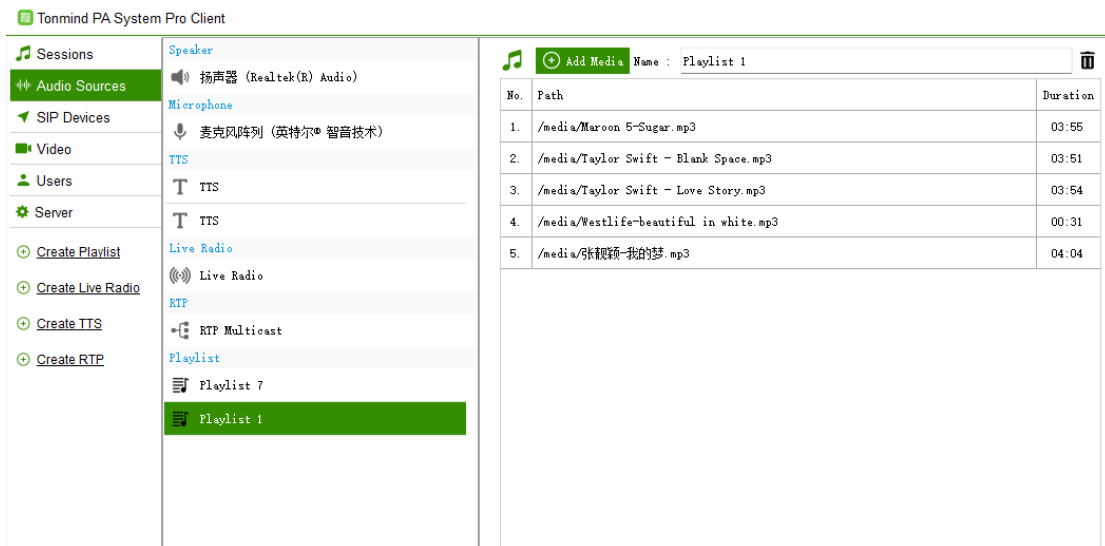 Tonmind PA System Pro Client
Sessions
Audio Sources
SIP Devices
Video
Users
Server
Create Playlist
Create Live Radio
Create TTS
Create RTP
Speaker
扬声器 (Realtek(R) Audio)
Microphone
麦克风阵列 (英特尔® 智音技术)
TTS
TTS
TTS
Live Radio
Live Radio
RTP
RTP Multicast
Playlist
Playlist 7
Playlist 1
Add Media Name : Playlist 1
No. Path Duration
1. /media/Maroon 5-Sugar.mp3 03:55
2. /media/Taylor Swift - Blank Space.mp3 03:51
3. /media/Taylor Swift - Love Story.mp3 03:54
4. /media/Westlife-beautiful in white.mp3 00:31
5. /media/张靓颖-我的梦.mp3 04:04